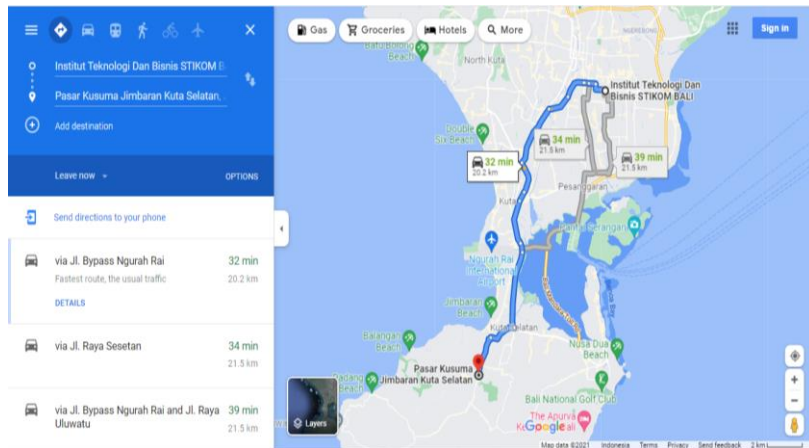 Institut Teknologi Dan Bisnis STIKOM B
Pasar Kusuma Jimbaran Kuta Selatan,
Add destination
Leave now
OPTIONS
Send directions to your phone
via Jl. Bypass Ngurah Rai
32 min
Fastest route, the usual traffic
20.2 km
DETAILS
via Jl. Raya Sesetan
34 min
21.5 km
via Jl. Bypass Ngurah Rai and Jl. Raya
Uluwatu
39 min
21.5 km
Gas
Groceries
Hotels
More
Sign in
Batu Bolong
Beach
North Kuta
Institut Teknologi Dan
Bisnis STIKOM BALI
Double
Six Beach
34 min
21.5 km
32 min
20.2 km
39 min
21.5 km
Pesanggaran
Kuta
Ngurah Rai
International
Airport
Jimbaran
Beach
Kuta Selatan
Balangan
Beach
Nusa Dua
Beach
Pasar Kusuma
Jimbaran Kuta Selatan
Padang
Beach
Bali National Golf Club
The Apurva
Google
Layers
Map data ©2021
Indonesia
Terms
Privacy
Send feedback
2 km